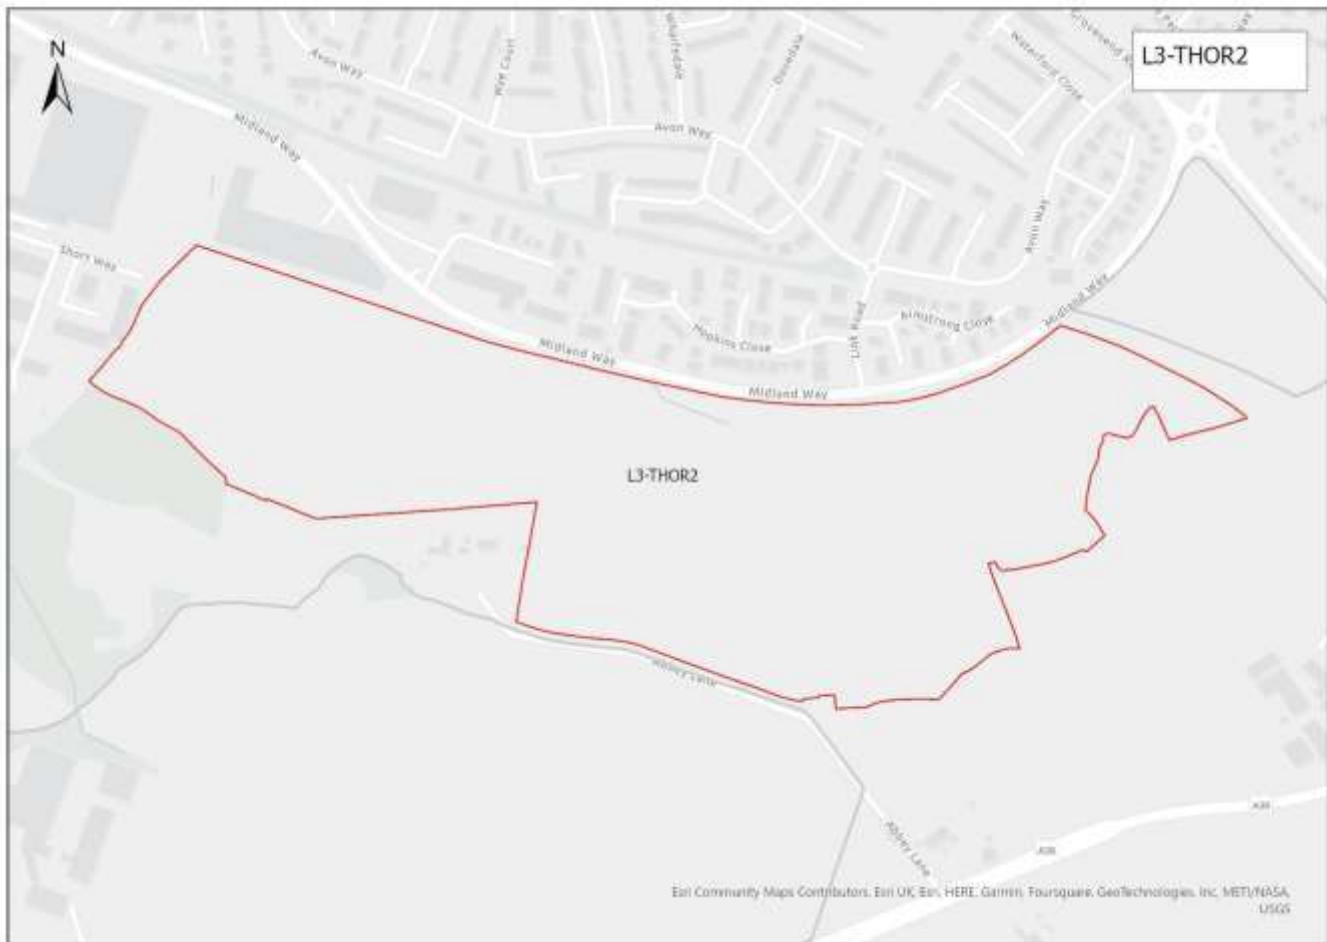 L3-THOR2
N
Avon Way
Wye Court
Wharfedale
Dovedale
Waterford Close
Midland Way
Avon Way
Avon Way
Short Way
Midland Way
Armstrong Close
Link Road
Hopkins Close
Midland Way
Midland Way
L3-THOR2
Abbey Lane
A38
A38
Abbey Lane
Esri Community Maps Contributors, Esri UK, Esri, HERE, Garmin, Foursquare, GeoTechnologies, Inc, METI/NASA,
USGS